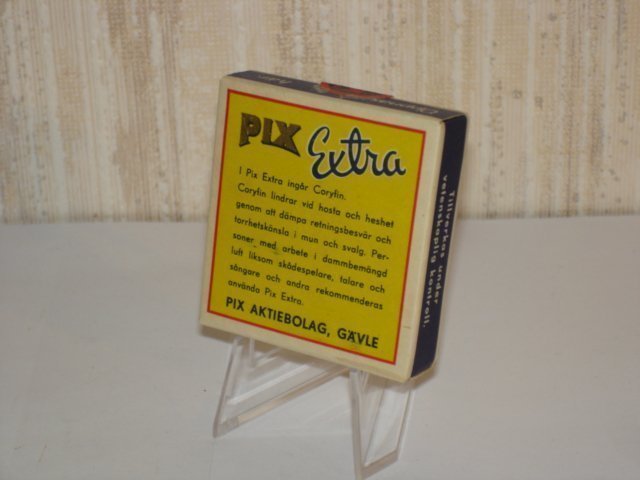 PIX Extra
I Pix Extra ingår Caryfin.
Caryfin lindrar vid hosta och heshet
genom att dämpa retningsbesvär och
torrhetskänsla i mun och svalg. Per-
soner med arbete i dammbemängd
luft liksom skådespelare, talare och
sångare och andra rekommenderas
använda Pix Extra.
PIX AKTIEBOLAG, GÄVLE
Tillverkas under
vetenskaplig kontroll.